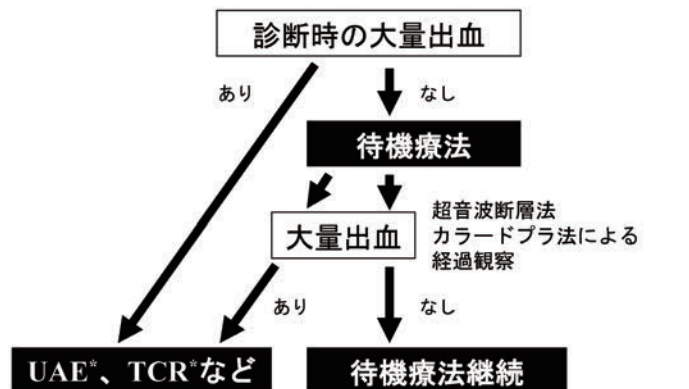 診断時の大量出血
あり
なし
待機療法
大量出血
超音波断層法
カラードプラ法による
経過観察
あり
なし
UAE*、TCR*など
待機療法継続